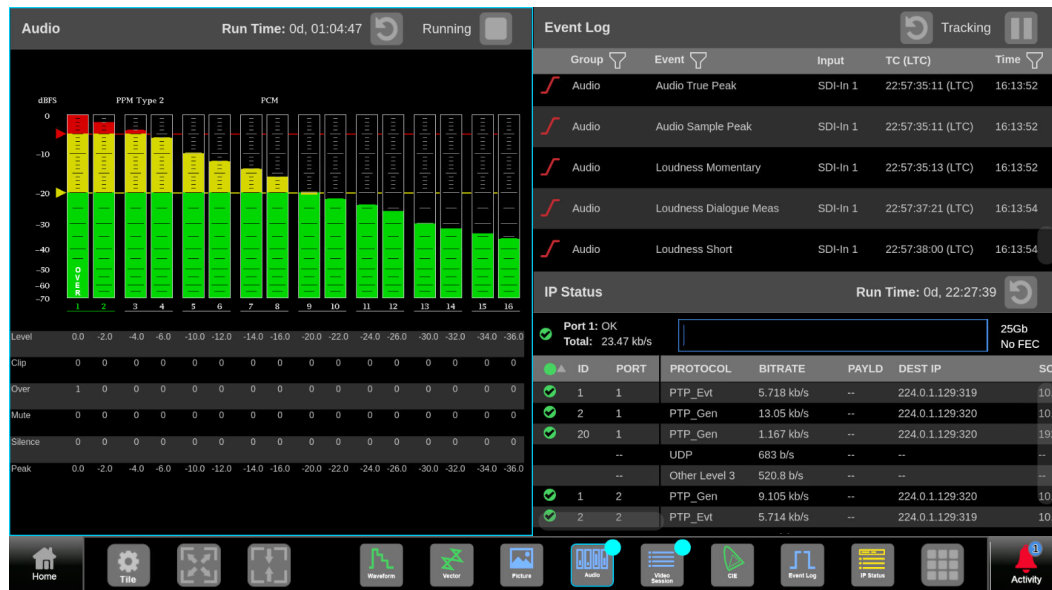 Audio
Run Time: 0d, 01:04:47
Running
dBFS PPM Type 2 PCM
0
-10
-20
-30
-40
-50
-60
-70
OVER
1 2 3 4 5 6 7 8 9 10 11 12 13 14 15 16
Level 0.0 -2.0 -4.0 -6.0 -10.0 -12.0 -14.0 -16.0 -20.0 -22.0 -24.0 -26.0 -30.0 -32.0 -34.0 -36.0
Clip 0 0 0 0 0 0 0 0 0 0 0 0 0 0 0 0
Over 1 0 0 0 0 0 0 0 0 0 0 0 0 0 0 0
Mute 0 0 0 0 0 0 0 0 0 0 0 0 0 0 0 0
Silence 0 0 0 0 0 0 0 0 0 0 0 0 0 0 0 0
Peak 0.0 -2.0 -4.0 -6.0 -10.0 -12.0 -14.0 -16.0 -20.0 -22.0 -24.0 -26.0 -30.0 -32.0 -34.0 -36.0
Event Log
Tracking
Group Event Input TC (LTC) Time
Audio Audio True Peak SDI-In 1 22:57:35:11 (LTC) 16:13:52
Audio Audio Sample Peak SDI-In 1 22:57:35:11 (LTC) 16:13:52
Audio Loudness Momentary SDI-In 1 22:57:35:13 (LTC) 16:13:52
Audio Loudness Dialogue Meas SDI-In 1 22:57:37:21 (LTC) 16:13:54
Audio Loudness Short SDI-In 1 22:57:38:00 (LTC) 16:13:54
IP Status
Run Time: 0d, 22:27:39
Port 1: OK
Total: 23.47 kb/s
25Gb
No FEC
ID PORT PROTOCOL BITRATE PAYLD DEST IP SC
1 1 PTP_Evt 5.718 kb/s -- 224.0.1.129:319 10.
2 1 PTP_Gen 13.05 kb/s -- 224.0.1.129:320 10.
20 1 PTP_Gen 1.167 kb/s -- 224.0.1.129:320 19
-- UDP 683 b/s -- -- --
-- Other Level 3 520.8 b/s -- -- --
1 2 PTP_Gen 9.105 kb/s -- 224.0.1.129:320 10.
2 2 PTP_Evt 5.714 kb/s -- 224.0.1.129:319 10.
Home
Tile
Waveform
Vector
Picture
Audio
Video Session
CIE
Event Log
IP Status
1
Activity